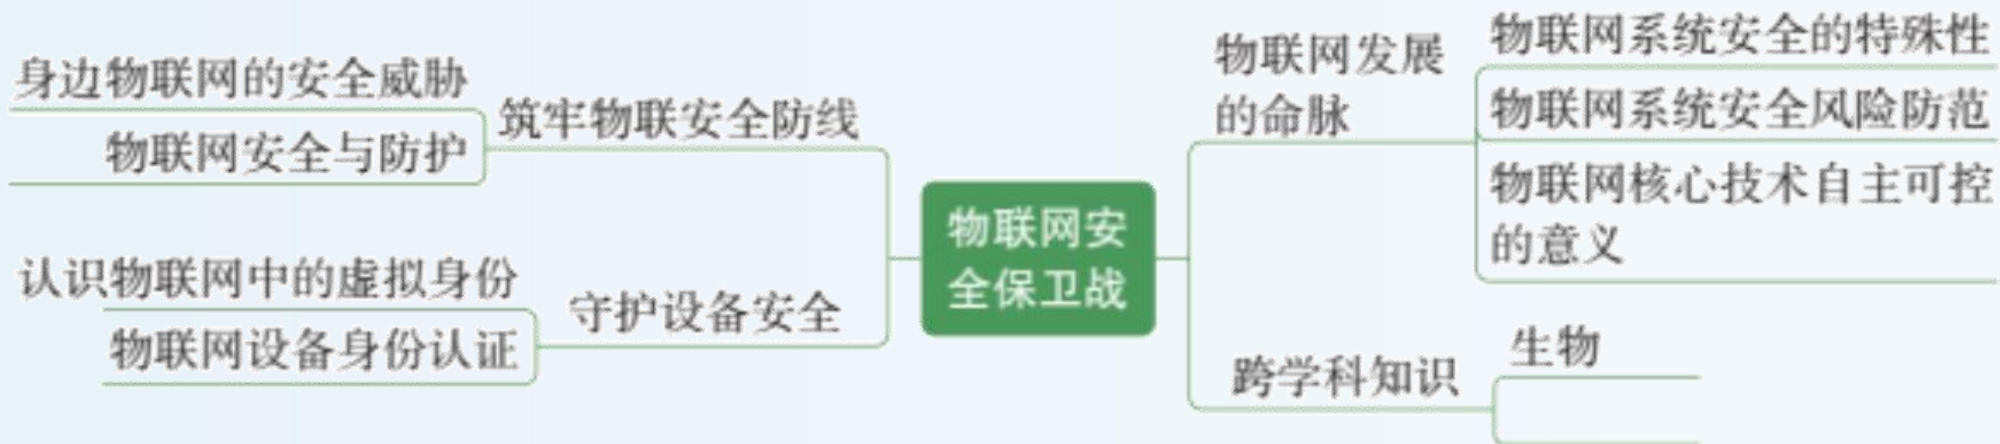 身边物联网的安全威胁
物联网安全与防护
筑牢物联安全防线
认识物联网中的虚拟身份
物联网设备身份认证
守护设备安全
物联网安
全保卫战
物联网发展
的命脉
物联网系统安全的特殊性
物联网系统安全风险防范
物联网核心技术自主可控
的意义
跨学科知识
生物